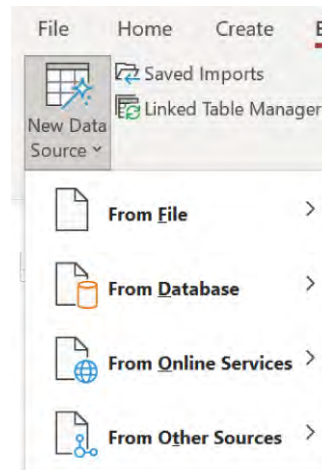 File Home Create
Saved Imports
Linked Table Manager
New Data
Source
From File
From Database
From Online Services
From Other Sources